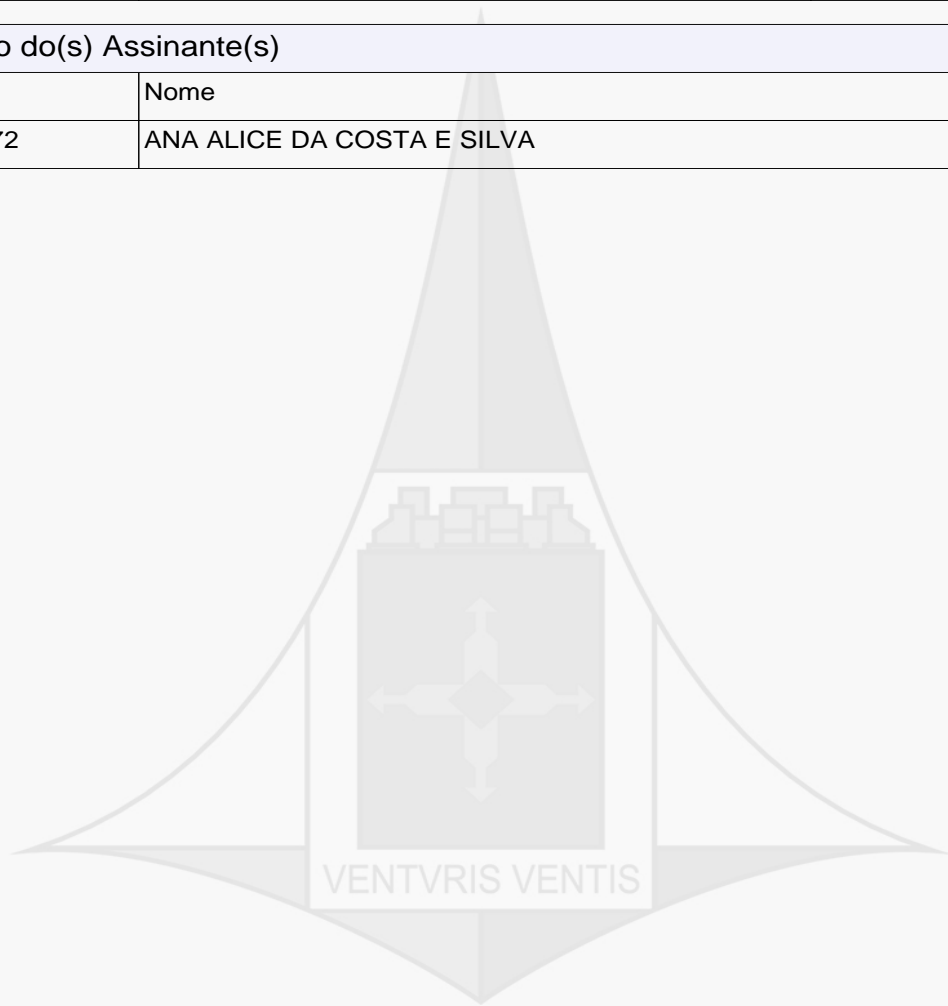 o do(s) Assinante(s)
Nome
72 ANA ALICE DA COSTA E SILVA
VENTVRIS VENTIS